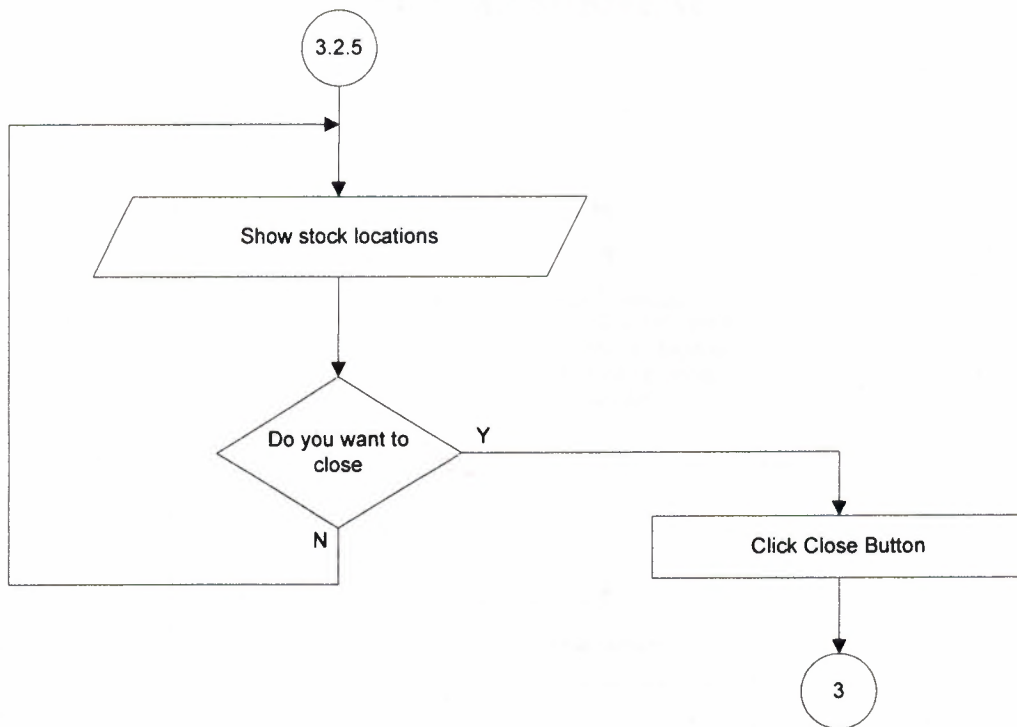 3.2.5
Show stock locations
Do you want to
close
Y
N
Click Close Button
3